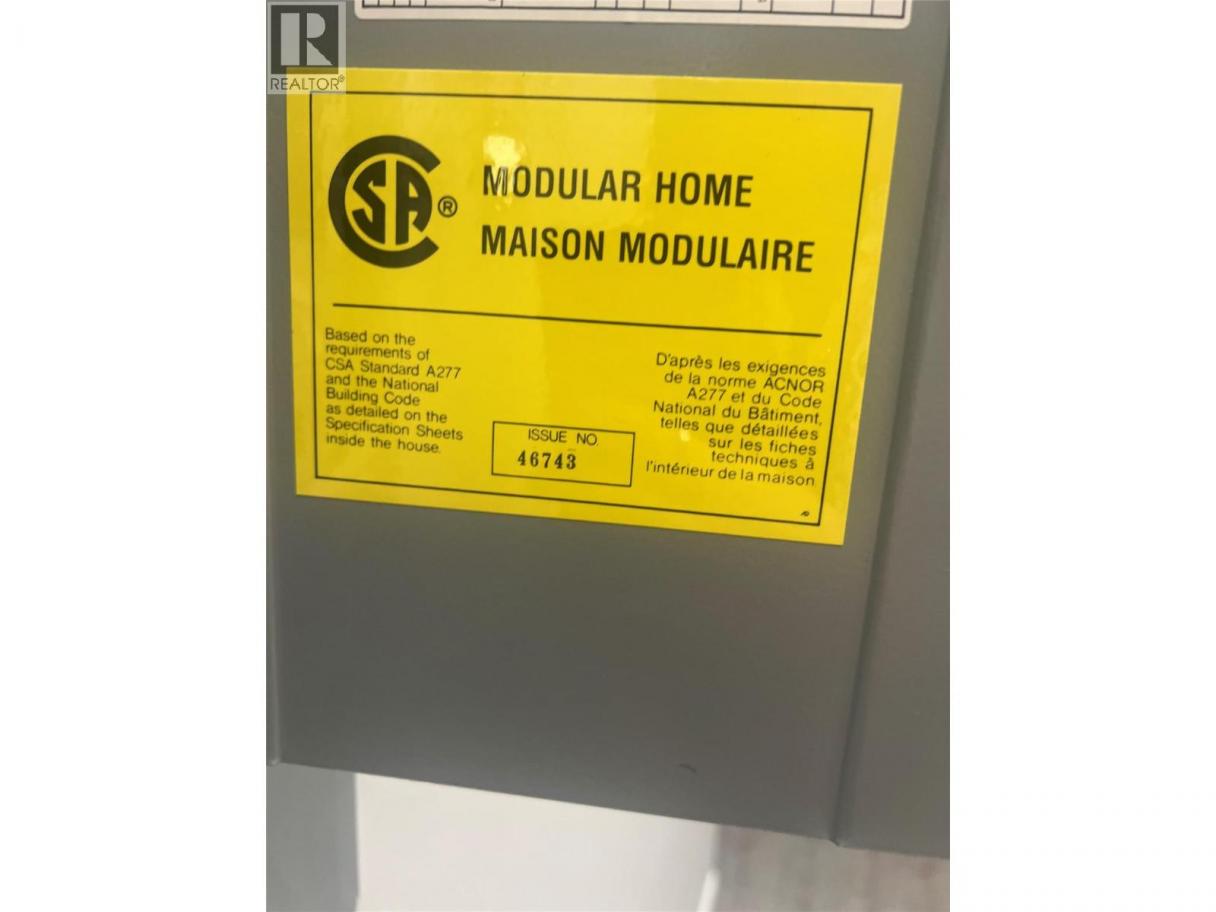 REALTOR®
CSA® MODULAR HOME
MAISON MODULAIRE
Based on the
requirements of
CSA Standard A277
and the National
Building Code
as detailed on the
Specification Sheets
inside the house.
ISSUE NO.
46743
D'après les exigences
de la norme ACNOR
A277 et du Code
National du Bâtiment,
telles que détaillées
sur les fiches
techniques à
l'intérieur de la maison